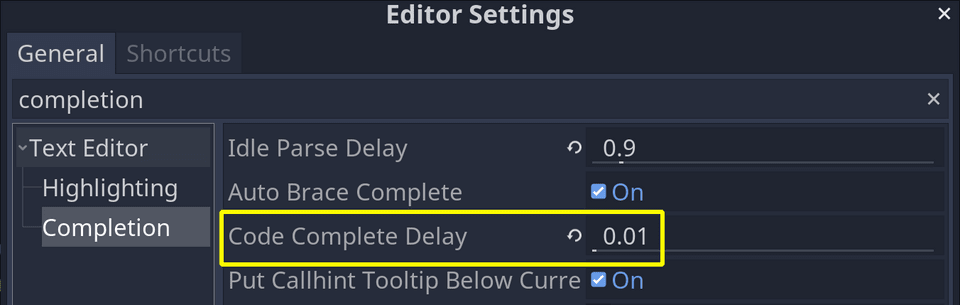 Editor Settings
General Shortcuts
completion
Text Editor
Highlighting
Completion
Idle Parse Delay 0.9
Auto Brace Complete On
Code Complete Delay 0.01
Put Callhint Tooltip Below Curre On